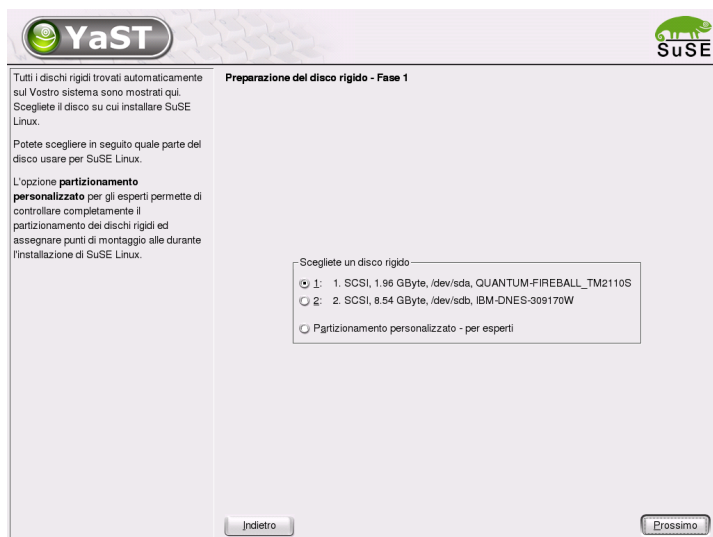 YaST
SuSE
Tutti i dischi rigidi trovati automaticamente
sul Vostro sistema sono mostrati qui.
Scegliete il disco su cui installare SuSE
Linux.
Potete scegliere in seguito quale parte del
disco usare per SuSE Linux.
L'opzione partizionamento
personalizzato per gli esperti permette di
controllare completamente il
partizionamento dei dischi rigidi ed
assegnare punti di montaggio alle durante
l'installazione di SuSE Linux.
Preparazione del disco rigido - Fase 1
Scegliete un disco rigido
1: 1. SCSI, 1.96 GByte, /dev/sda, QUANTUM-FIREBALL_TM2110S
2: 2. SCSI, 8.54 GByte, /dev/sdb, IBM-DNES-309170W
Partizionamento personalizzato - per esperti
Indietro
Prossimo